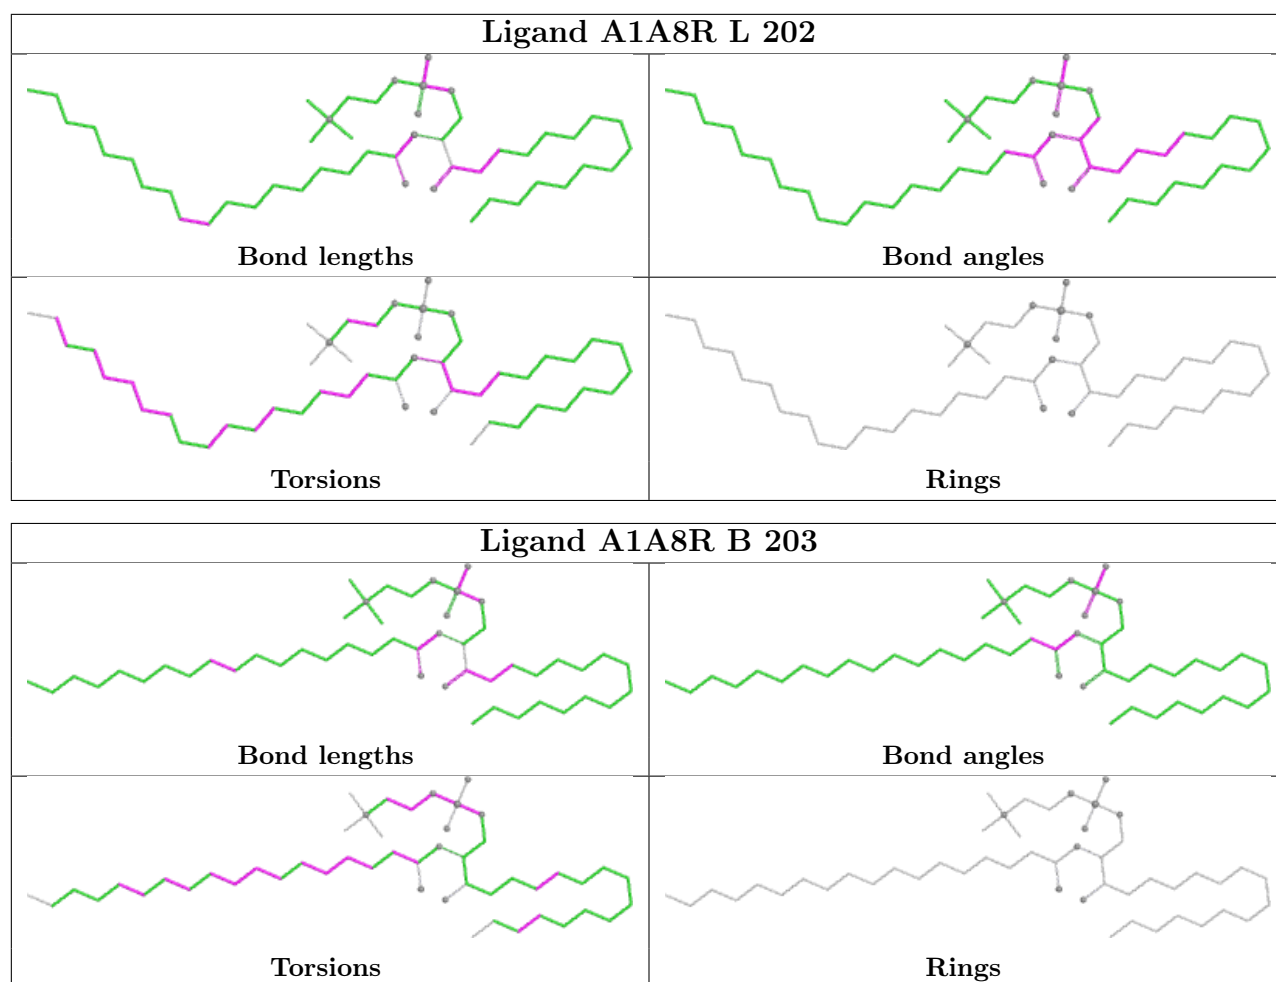 Ligand A1A8R L 202
Bond lengths
Bond angles
Torsions
Rings
Ligand A1A8R B 203
Bond lengths
Bond angles
Torsions
Rings